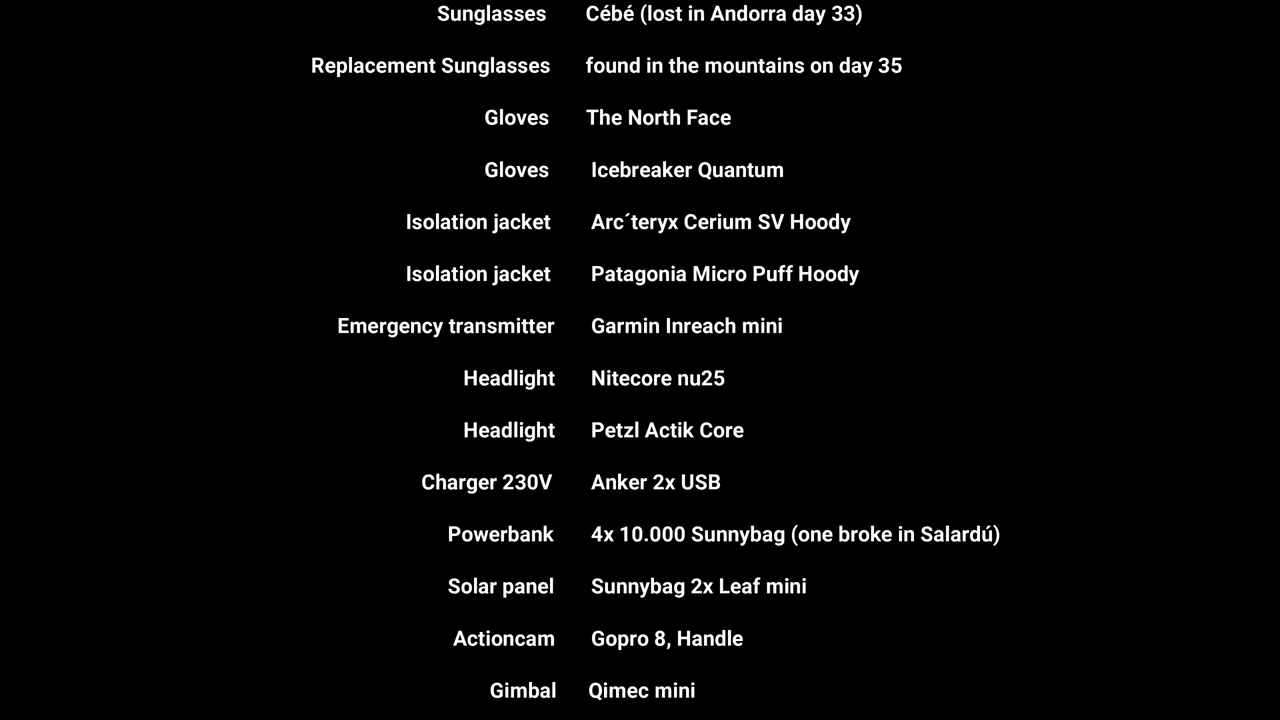 Sunglasses Cébé (lost in Andorra day 33)
Replacement Sunglasses found in the mountains on day 35
Gloves The North Face
Gloves Icebreaker Quantum
Isolation jacket Arc´teryx Cerium SV Hoody
Isolation jacket Patagonia Micro Puff Hoody
Emergency transmitter Garmin Inreach mini
Headlight Nitecore nu25
Headlight Petzl Actik Core
Charger 230V Anker 2x USB
Powerbank 4x 10.000 Sunnybag (one broke in Salardú)
Solar panel Sunnybag 2x Leaf mini
Actioncam Gopro 8, Handle
Gimbal Qimec mini